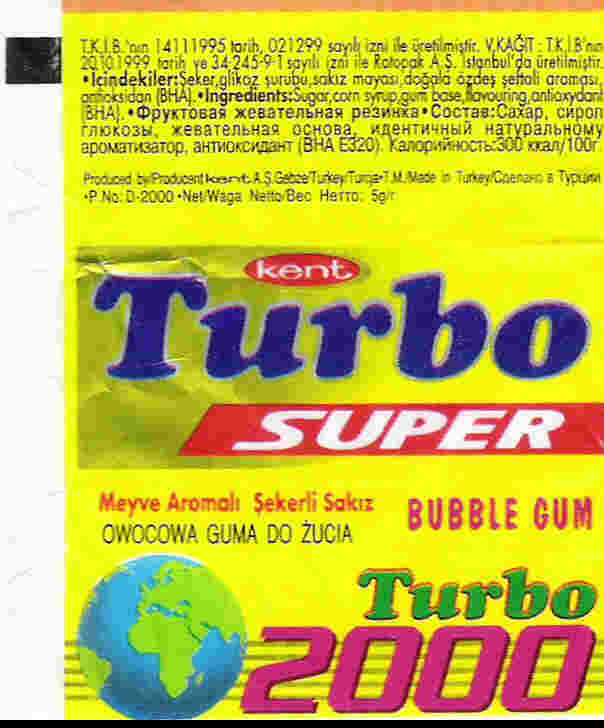 T.K.İ.B.'nın 14111995 tarih, 021299 sayılı izni ile üretilmiştir. V.KAĞIT : T.K.İ.B'nın
20.10.1999 tarih ve 34-245-9-1 sayılı izni ile Rotopak A.Ş. İstanbul'da üretilmiştir.
•İçindekiler:Şeker,glikoz şurubu,sakız mayası,doğala özdeş şeftali aroması,
antioksidan (BHA).•Ingredients:Sugar,corn syrup,gum base,flavouring,antioxydant
(BHA).•Фруктовая жевательная резинка•Состав:Сахар, сироп
глюкозы, жевательная основа, идентичный натуральному
ароматизатор, антиоксидант (BHA E320). Калорийность:300 ккал/100г.
Produced by/Producent kent A.Ş.Gebze/Turkey/Turcja•T.M./Made in Turkey/Сделано в Турции
•P.No: D-2000 •Net/Waga Netto/Вес Нетто: 5g/г
kent
Turbo
SUPER
Meyve Aromalı Şekerli Sakız
BUBBLE GUM
OWOCOWA GUMA DO ŻUCIA
Turbo
2000